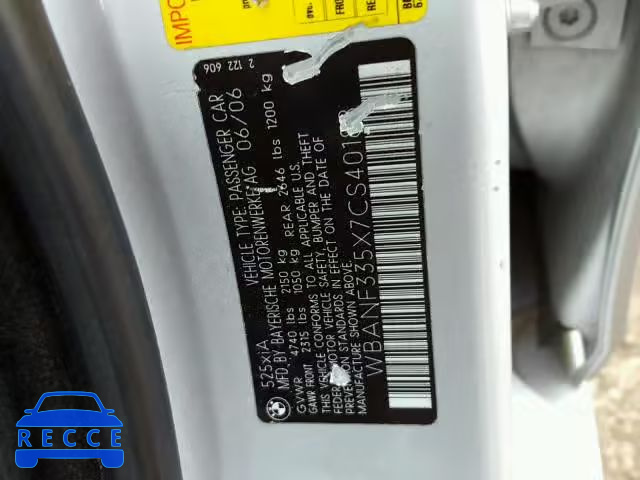 525xiA VEHICLE TYPE: PASSENGER CAR
MFD. BY BAYERISCHE MOTORENWERKE AG 06/06
GVWR 4740 lbs 2150 kg
GAWR FRONT 2315 lbs 1050 kg REAR 2646 lbs 1200 kg
THIS VEHICLE CONFORMS TO ALL APPLICABLE U.S.
FEDERAL MOTOR VEHICLE SAFETY, BUMPER AND THEFT
PREVENTION STANDARDS IN EFFECT ON THE DATE OF
MANUFACTURE SHOWN ABOVE.
WBANF335X7CS401
2 122 606
RECCE